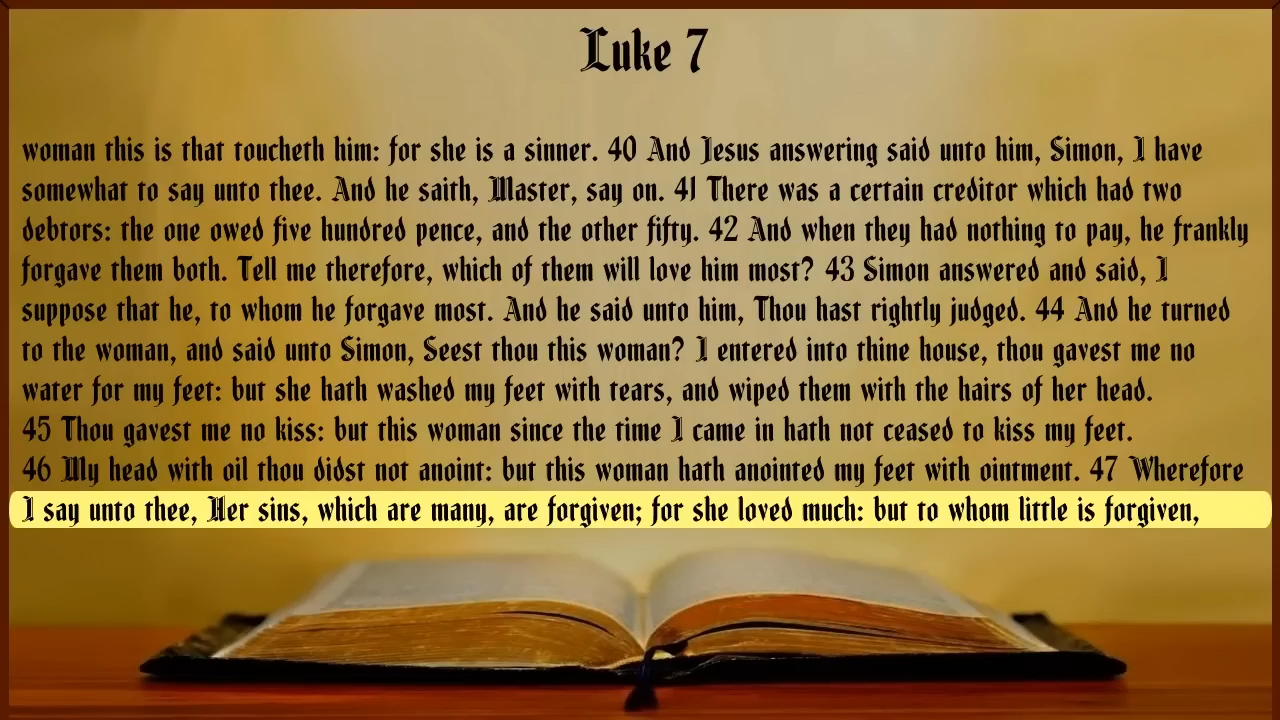 Luke 7
woman this is that toucheth him: for she is a sinner. 40 And Jesus answering said unto him, Simon, I have
somewhat to say unto thee. And he saith, Master, say on. 41 There was a certain creditor which had two
debtors: the one owed five hundred pence, and the other fifty. 42 And when they had nothing to pay, he frankly
forgave them both. Tell me therefore, which of them will love him most? 43 Simon answered and said, I
suppose that he, to whom he forgave most. And he said unto him, Thou hast rightly judged. 44 And he turned
to the woman, and said unto Simon, Seest thou this woman? I entered into thine house, thou gavest me no
water for my feet: but she hath washed my feet with tears, and wiped them with the hairs of her head.
45 Thou gavest me no kiss: but this woman since the time I came in hath not ceased to kiss my feet.
46 My head with oil thou didst not anoint: but this woman hath anointed my feet with ointment. 47 Wherefore
I say unto thee, Her sins, which are many, are forgiven; for she loved much: but to whom little is forgiven,